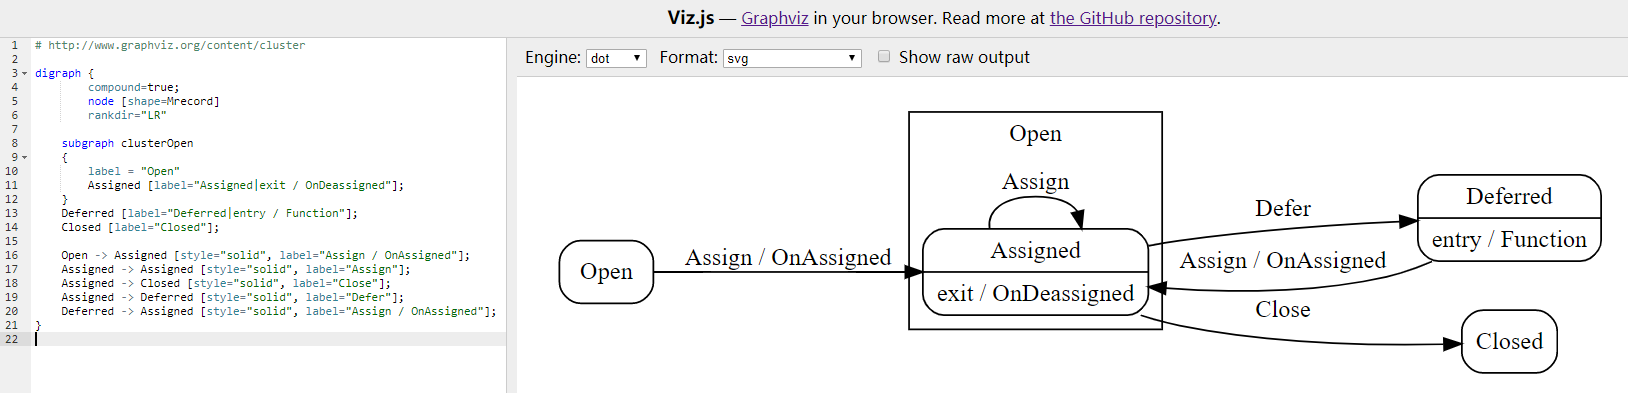 Viz.js — Graphviz in your browser. Read more at the GitHub repository.
1 # http://www.graphviz.org/content/cluster
2
3 digraph {
4 compound=true;
5 node [shape=Mrecord]
6 rankdir="LR"
7
8 subgraph clusterOpen
9 {
10 label = "Open"
11 Assigned [label="Assigned|exit / OnDeassigned"];
12 }
13 Deferred [label="Deferred|entry / Function"];
14 Closed [label="Closed"];
15
16 Open -> Assigned [style="solid", label="Assign / OnAssigned"];
17 Assigned -> Assigned [style="solid", label="Assign"];
18 Assigned -> Closed [style="solid", label="Close"];
19 Assigned -> Deferred [style="solid", label="Defer"];
20 Deferred -> Assigned [style="solid", label="Assign / OnAssigned"];
21 }
22
Engine: dot Format: svg Show raw output
Open
Assign / OnAssigned
Open
Assign
Assigned
exit / OnDeassigned
Defer
Assign / OnAssigned
Close
Deferred
entry / Function
Closed